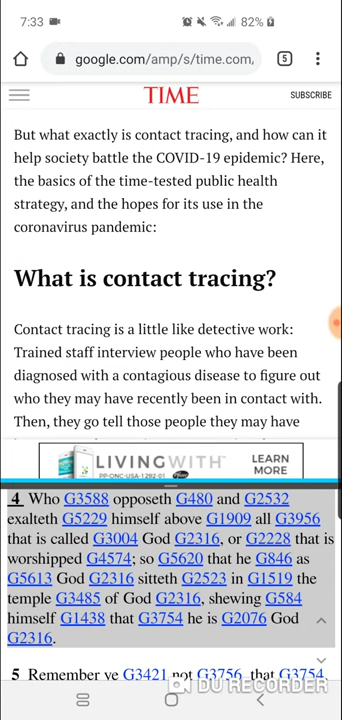 7:33 82%
google.com/amp/s/time.com, 5
TIME SUBSCRIBE
But what exactly is contact tracing, and how can it
help society battle the COVID-19 epidemic? Here,
the basics of the time-tested public health
strategy, and the hopes for its use in the
coronavirus pandemic:
What is contact tracing?
Contact tracing is a little like detective work:
Trained staff interview people who have been
diagnosed with a contagious disease to figure out
who they may have recently been in contact with.
Then, they go tell those people they may have
LIVINGWITH LEARN
MORE
PP-ONC-USA-1292-01 Pfizer
4 Who G3588 opposeth G480 and G2532
exalteth G5229 himself above G1909 all G3956
that is called G3004 God G2316, or G2228 that is
worshipped G4574; so G5620 that he G846 as
G5613 God G2316 sitteth G2523 in G1519 the
temple G3485 of God G2316, shewing G584
himself G1438 that G3754 he is G2076 God
G2316.
5 Remember ye G3421 not G3756, that G3754,
DU RECORDER